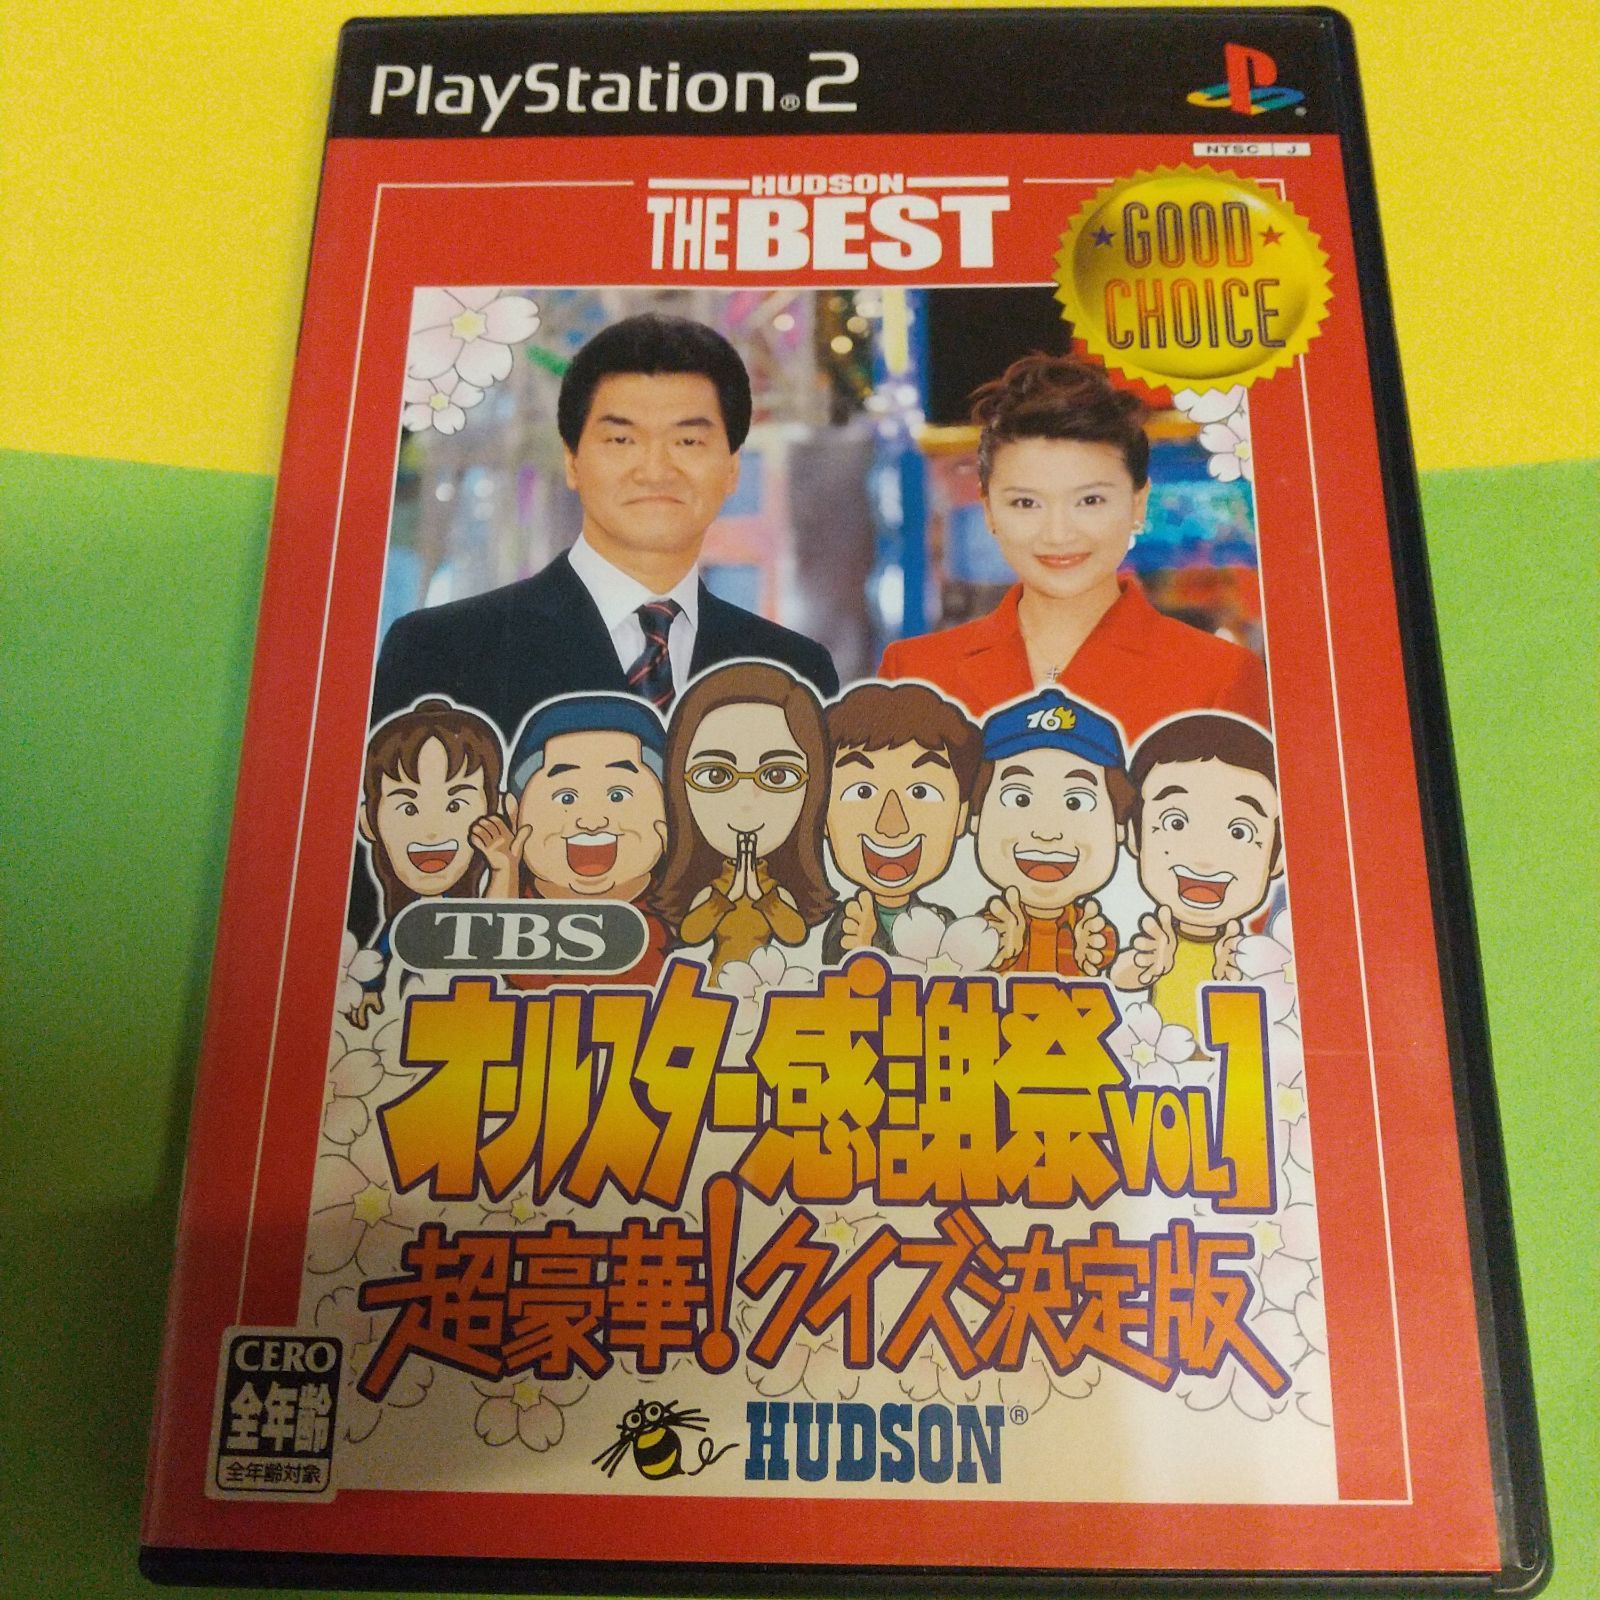 PlayStation®2
NTSC J
HUDSON
THE BEST
GOOD
CHOICE
16
TBS
オールスター感謝祭VOL1
超豪華!クイズ決定版
CERO
全年齢
全年齢対象
HUDSON®